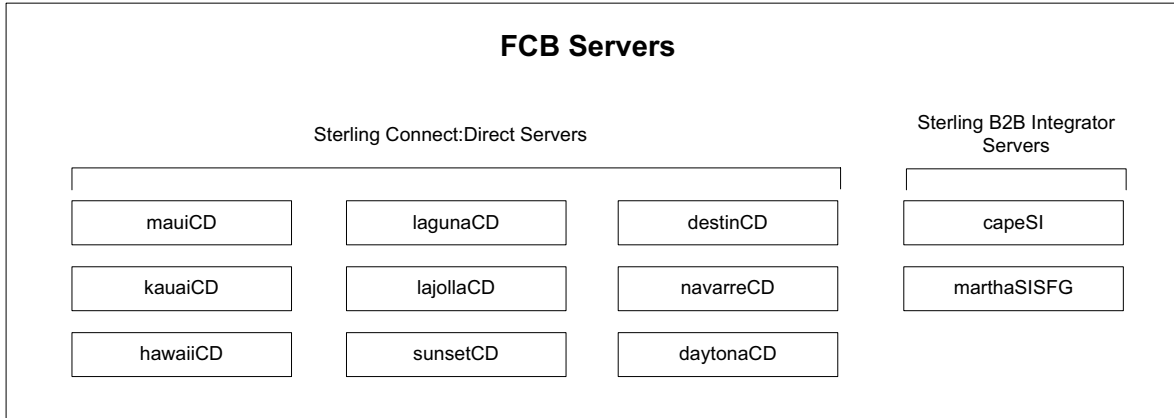 FCB Servers
Sterling Connect:Direct Servers
Sterling B2B Integrator
Servers
mauiCD
lagunaCD
destinCD
capeSI
kauaiCD
lajollaCD
navarreCD
marthaSISFG
hawaiiCD
sunsetCD
daytonaCD